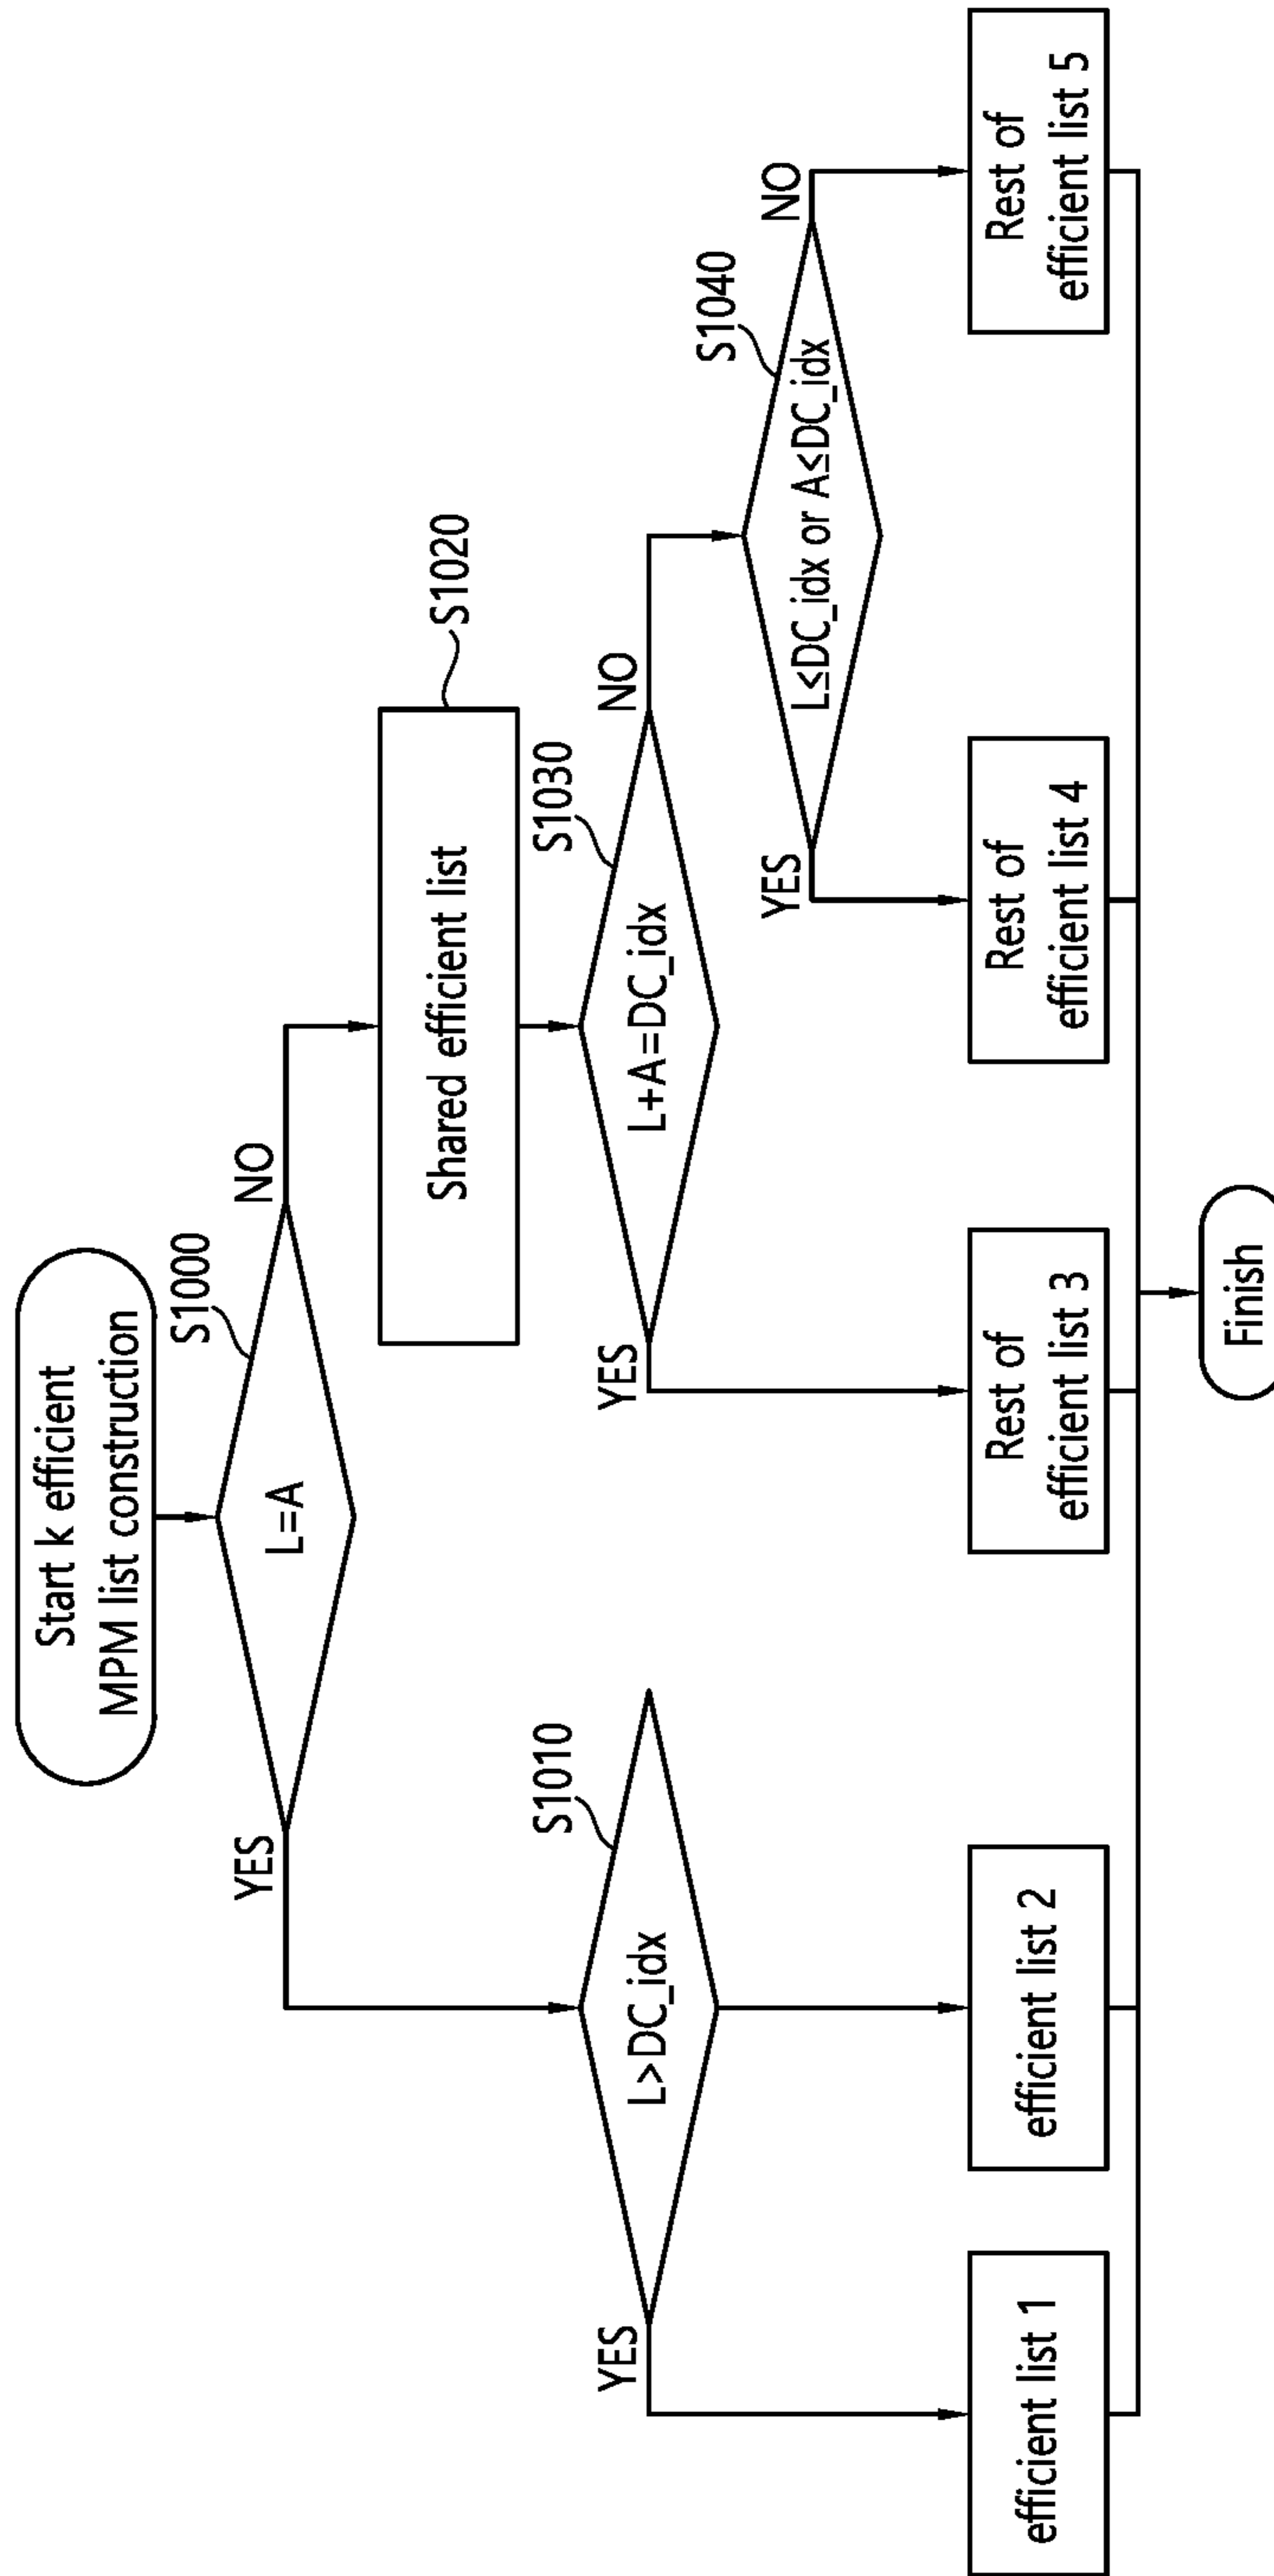 Start k efficient
MPM list construction
S1000
L=A
YES
NO
S1010
L>DC_idx
YES
S1020
Shared efficient list
S1030
L+A=DC_idx
YES
NO
S1040
L≤DC_idx or A≤DC_idx
YES
NO
efficient list 1
efficient list 2
Rest of
efficient list 3
Rest of
efficient list 4
Rest of
efficient list 5
Finish